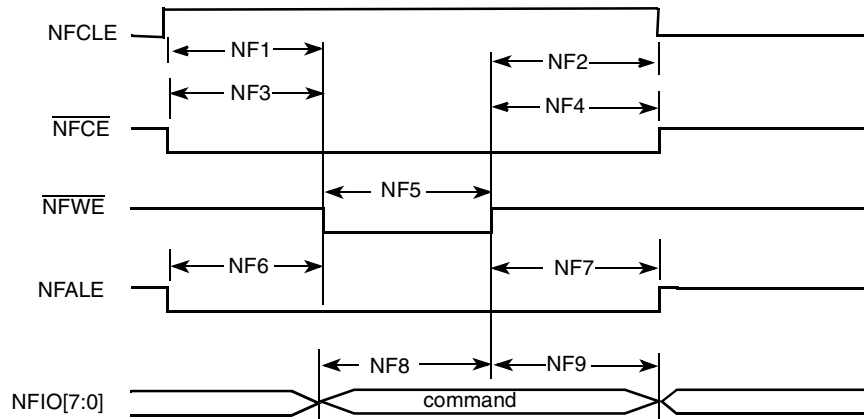 NFCLE
NF1
NF2
NF3
NF4
NFCE
NF5
NFWE
NF6
NF7
NFALE
NF8
NF9
NFIO[7:0]
command